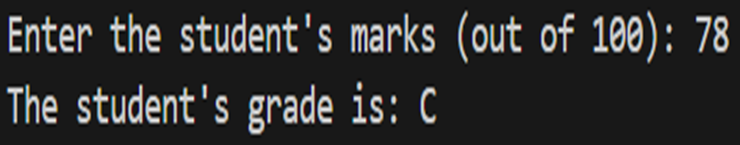 Enter the student's marks (out of 100): 78
The student's grade is: C